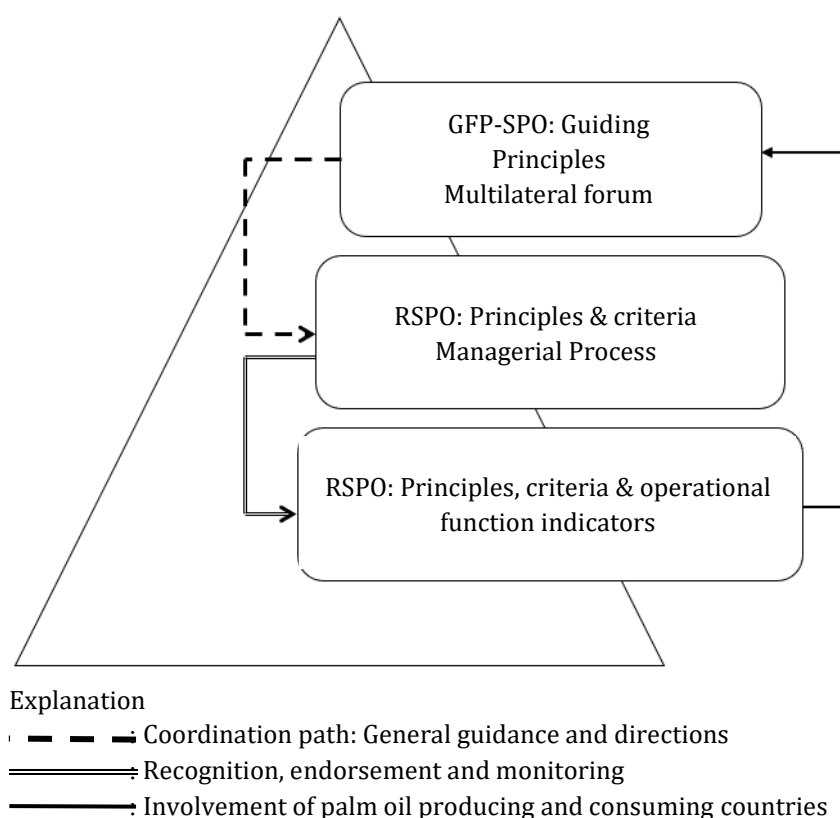 GFP-SPO: Guiding
Principles
Multilateral forum
RSPO: Principles & criteria
Managerial Process
RSPO: Principles, criteria & operational
function indicators
Explanation
: Coordination path: General guidance and directions
: Recognition, endorsement and monitoring
: Involvement of palm oil producing and consuming countries